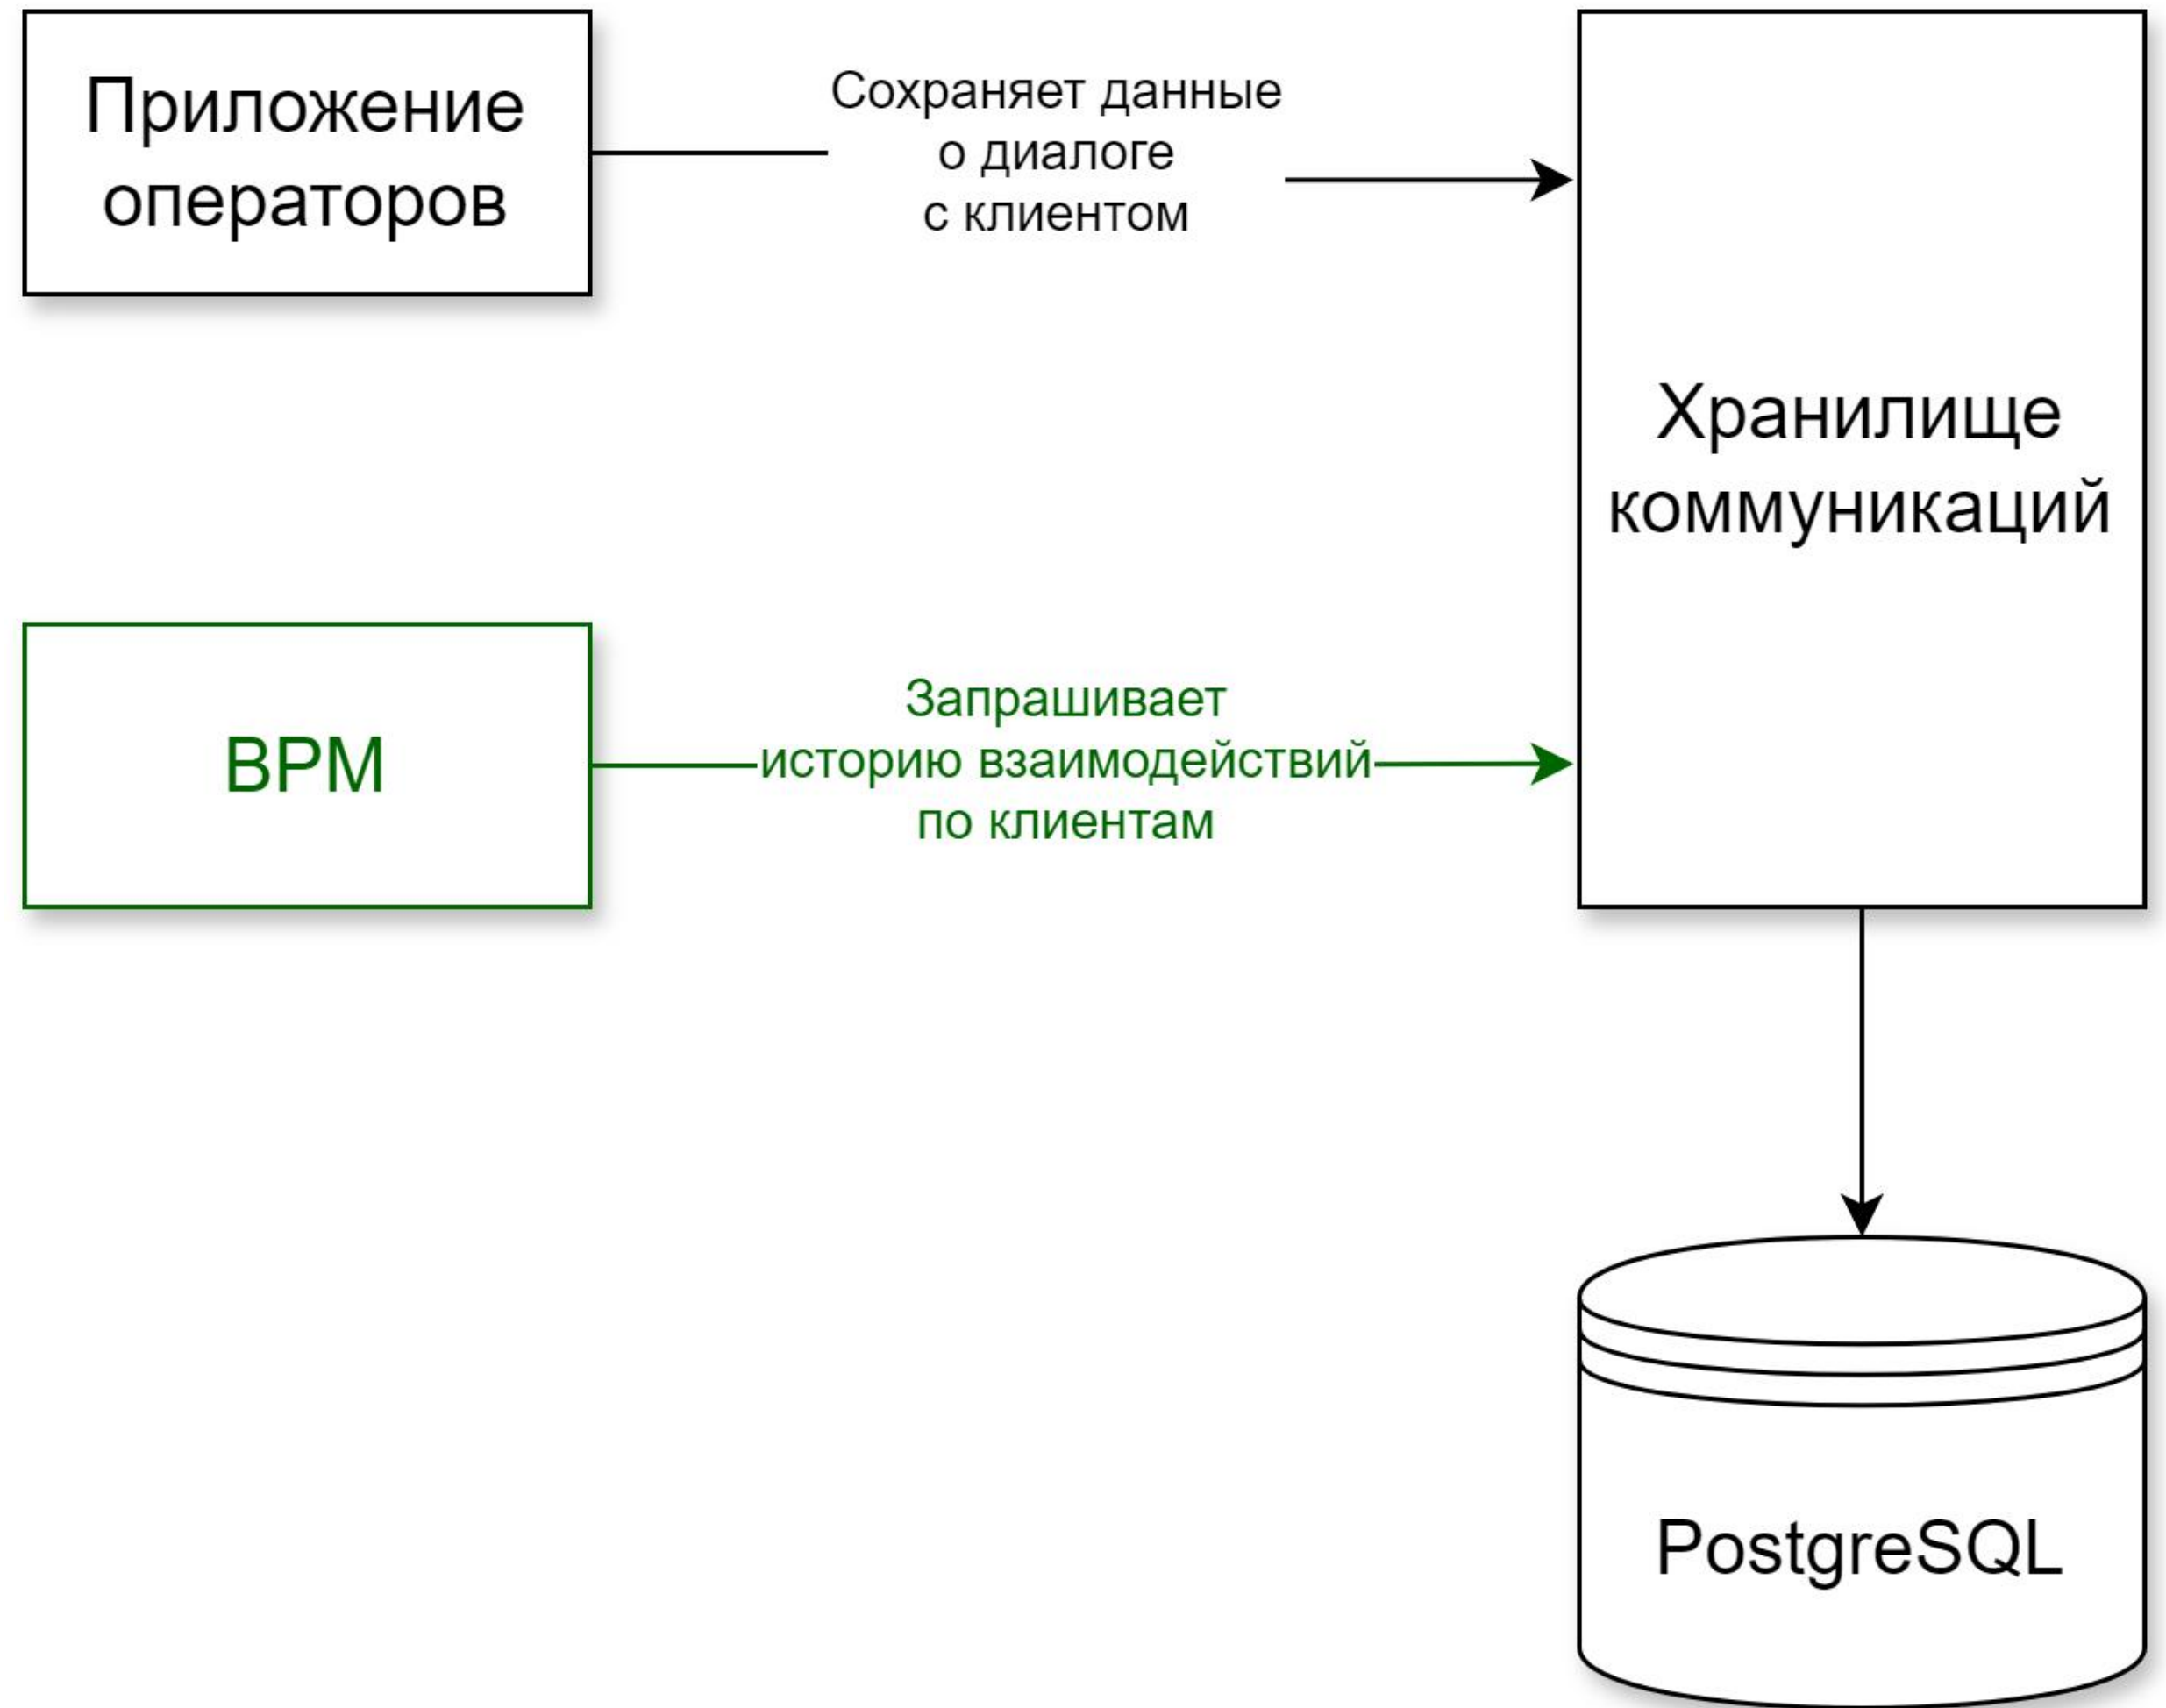 Приложение
операторов
Сохраняет данные
о диалоге
с клиентом
Хранилище
коммуникаций
BPM
Запрашивает
историю взаимодействий
по клиентам
PostgreSQL